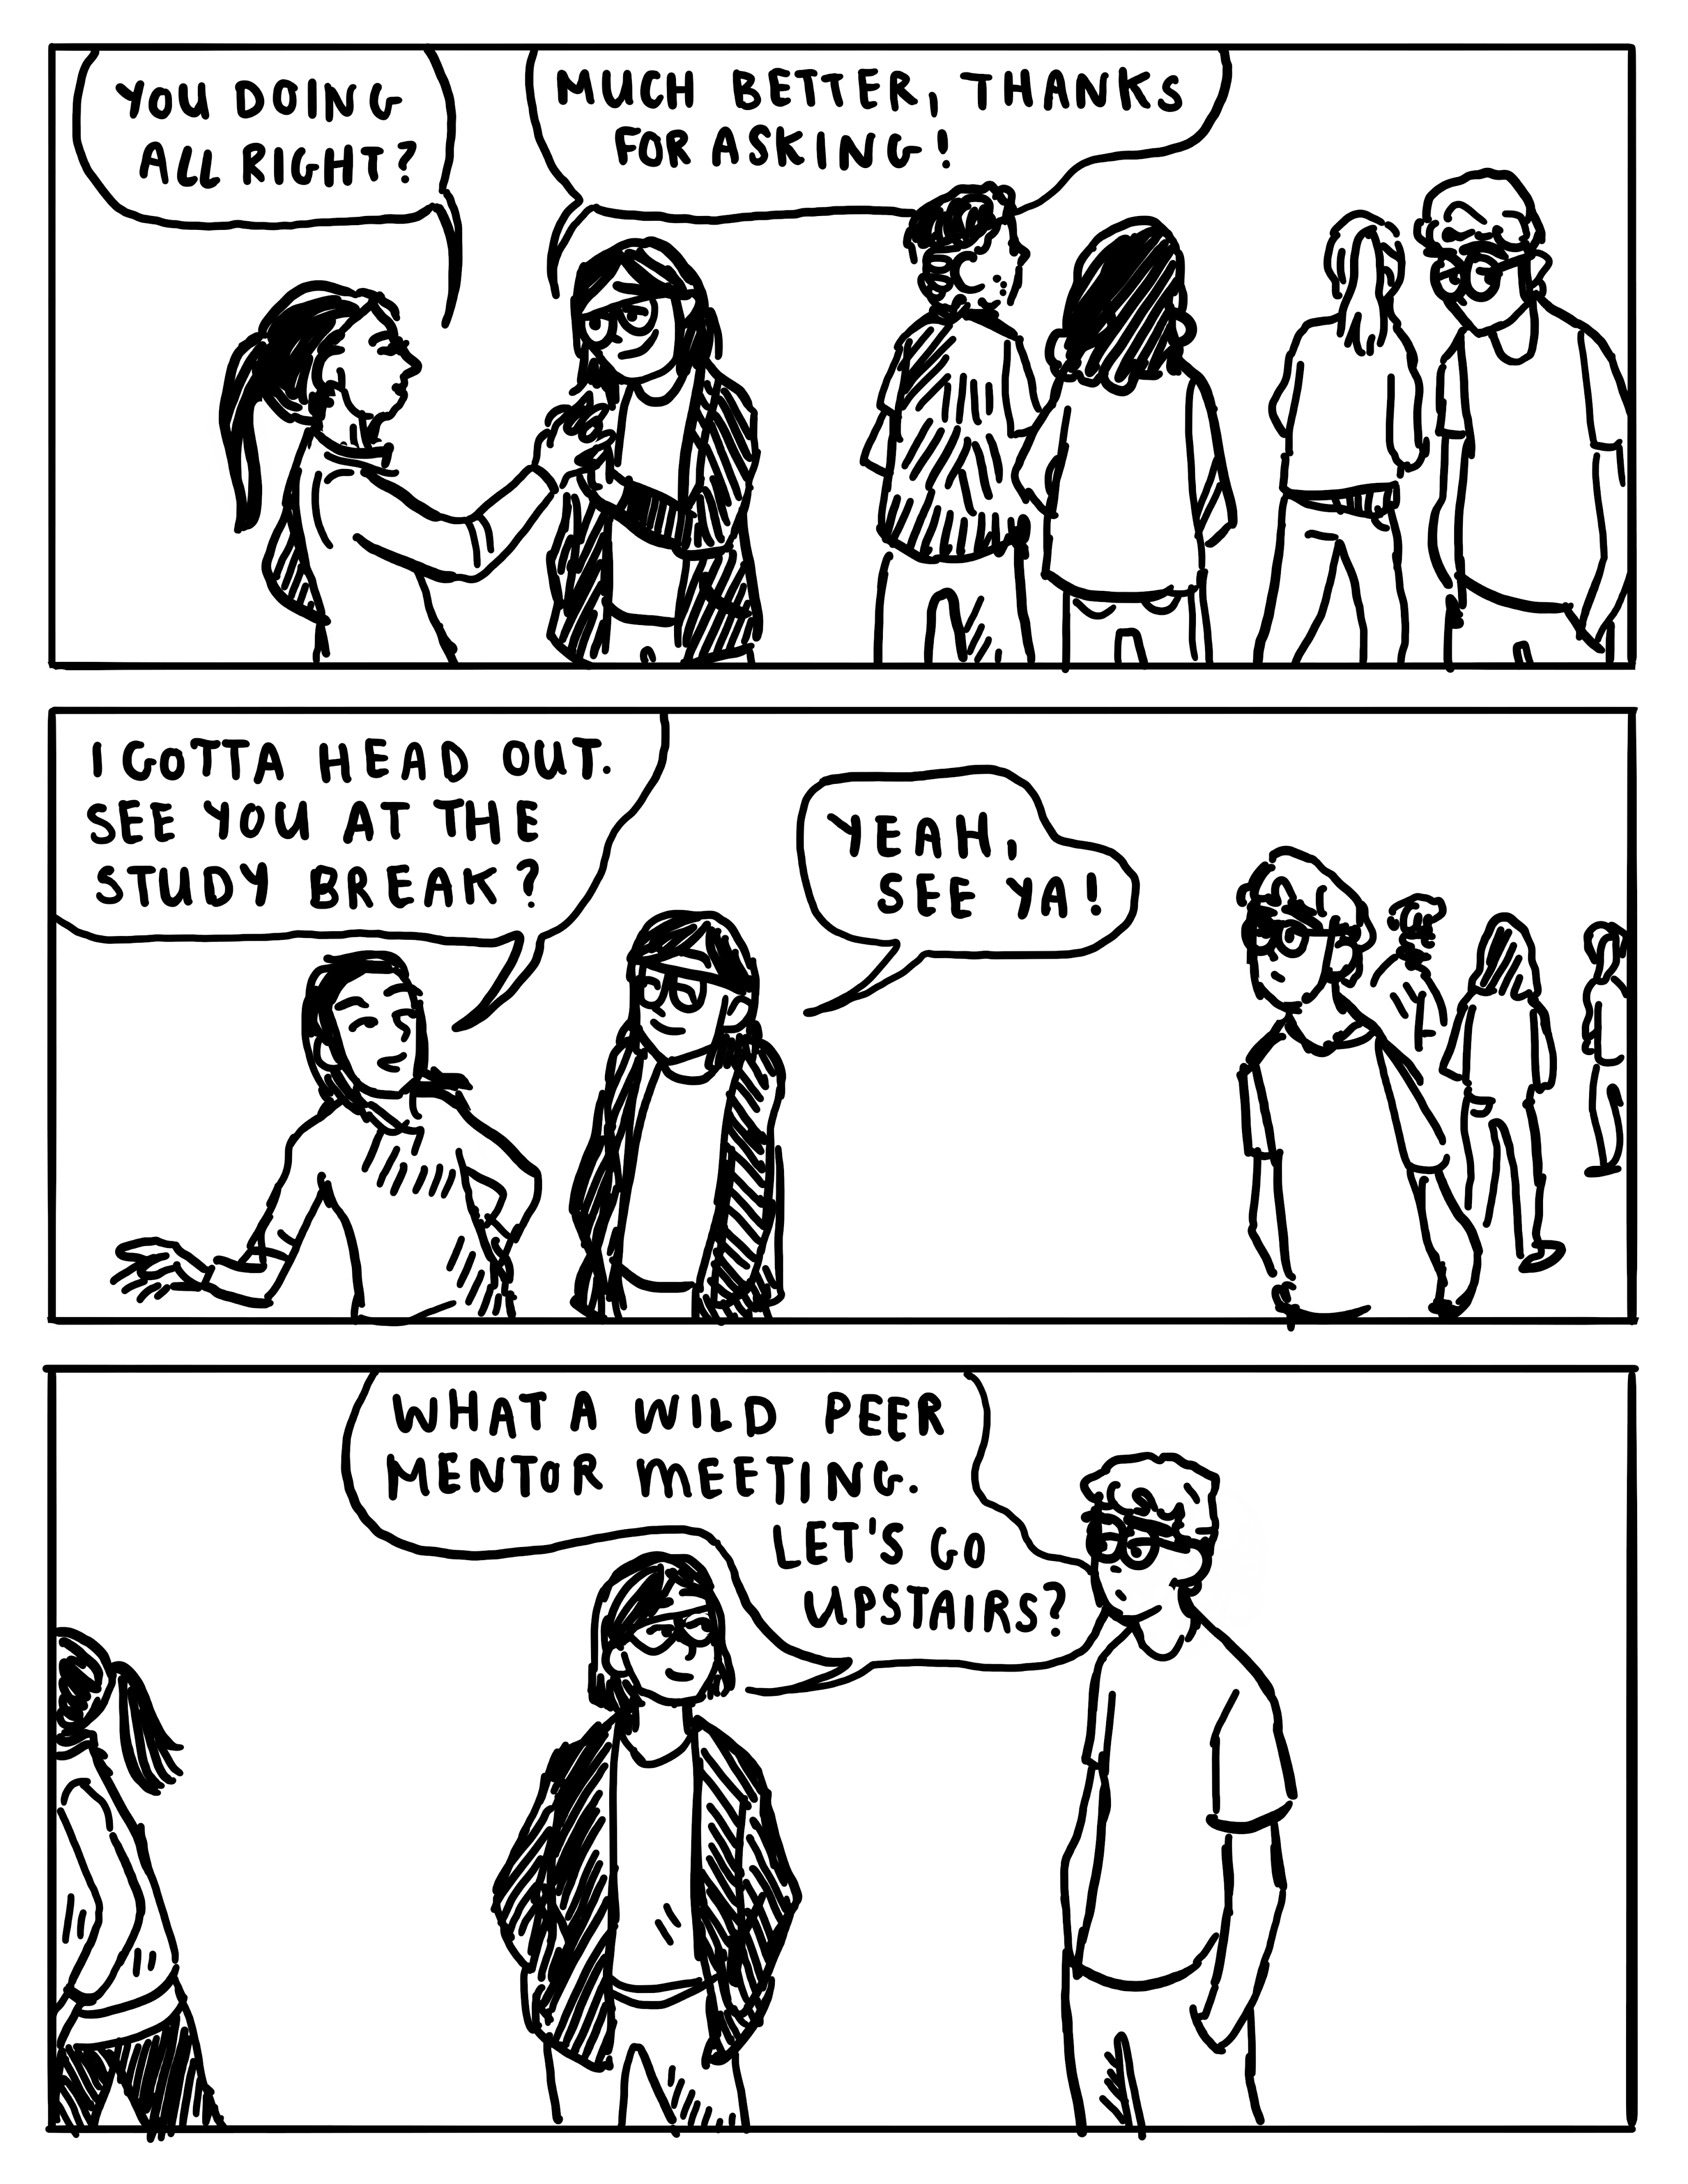 YOU DOING
ALL RIGHT?
MUCH BETTER, THANKS
FOR ASKING!
I GOTTA HEAD OUT.
SEE YOU AT THE
STUDY BREAK?
YEAH,
SEE YA!
WHAT A WILD PEER
MENTOR MEETING.
LET'S GO
UPSTAIRS?